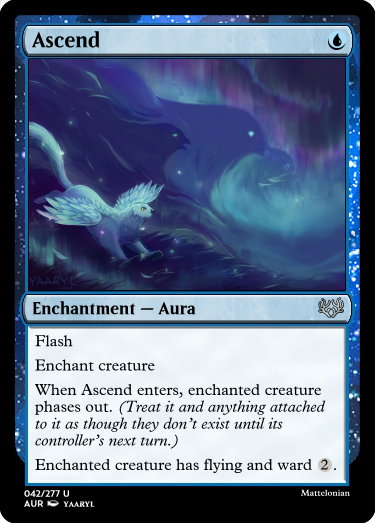 Ascend
YAARYL
Enchantment — Aura
Flash
Enchant creature
When Ascend enters, enchanted creature
phases out. (Treat it and anything attached
to it as though they don't exist until its
controller's next turn.)
Enchanted creature has flying and ward 2.
042/277 U
Mattelonian
AUR YAARYL